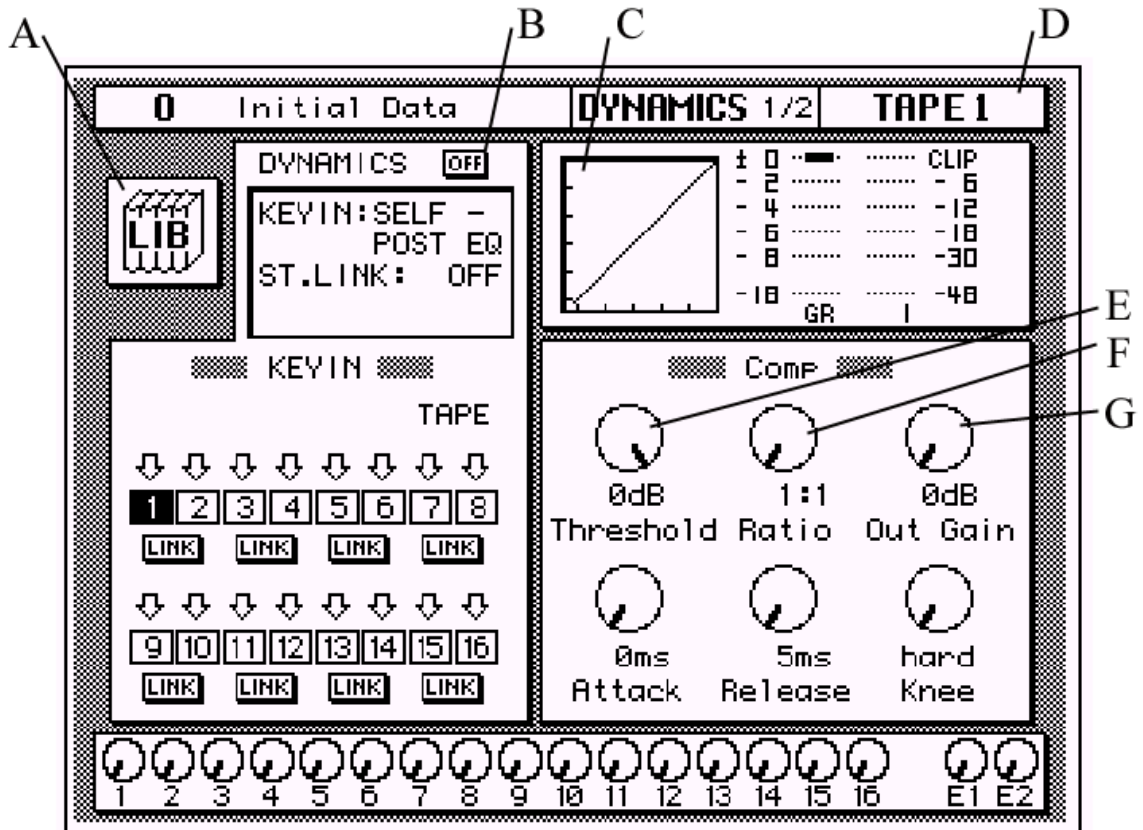 A B C D
0 Initial Data DYNAMICS 1/2 TAPE 1
LIB
DYNAMICS OFF
KEYIN:SELF -
POST EQ
ST.LINK: OFF
± 0 CLIP
- 2 - 6
- 4 -12
- 6 -18
- 8 -30
-18 -48
GR I
E
F
G
KEYIN
TAPE
1 2 3 4 5 6 7 8
LINK LINK LINK LINK
9 10 11 12 13 14 15 16
LINK LINK LINK LINK
Comp
0dB 1:1 0dB
Threshold Ratio Out Gain
0ms 5ms hard
Attack Release Knee
1 2 3 4 5 6 7 8 9 10 11 12 13 14 15 16 E1 E2